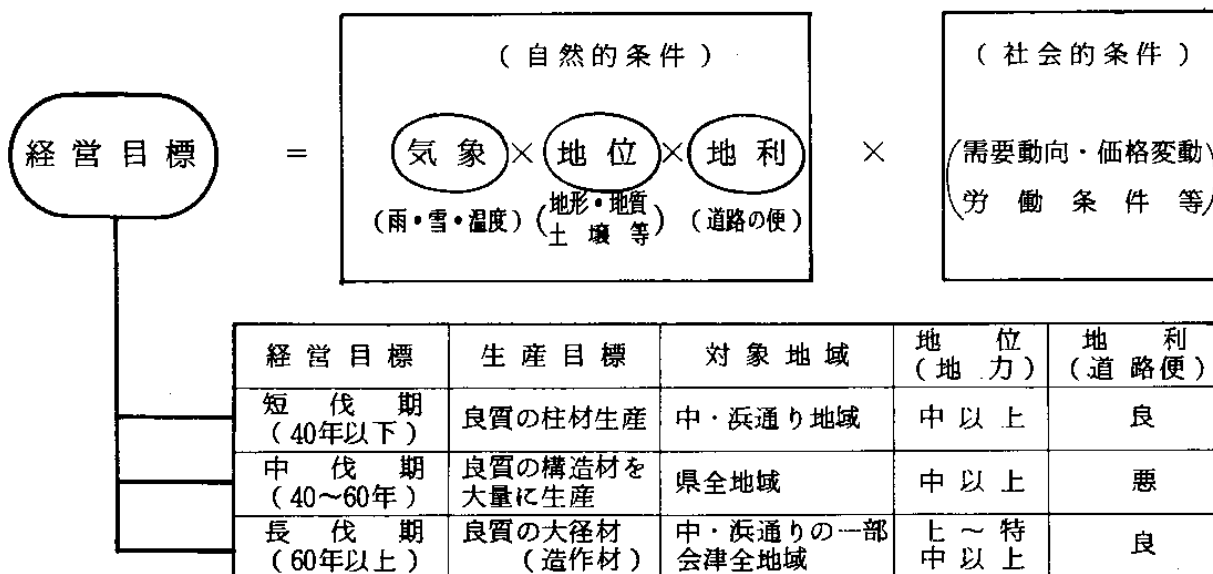 (自然的条件)
(社会的条件)
経営目標 = 気象×地位×地利 × (需要動向・価格変動
労働条件等)
(雨・雪・温度) (地形・地質 土壌等) (道路の便)
経営目標 生産目標 対象地域 地位(地力) 地利(道路便)
短伐期(40年以下) 良質の柱材生産 中・浜通り地域 中以上 良
中伐期(40～60年) 良質の構造材を大量に生産 県全地域 中以上 悪
長伐期(60年以上) 良質の大径材(造作材) 中・浜通りの一部 会津全地域 上～特 中以上 良